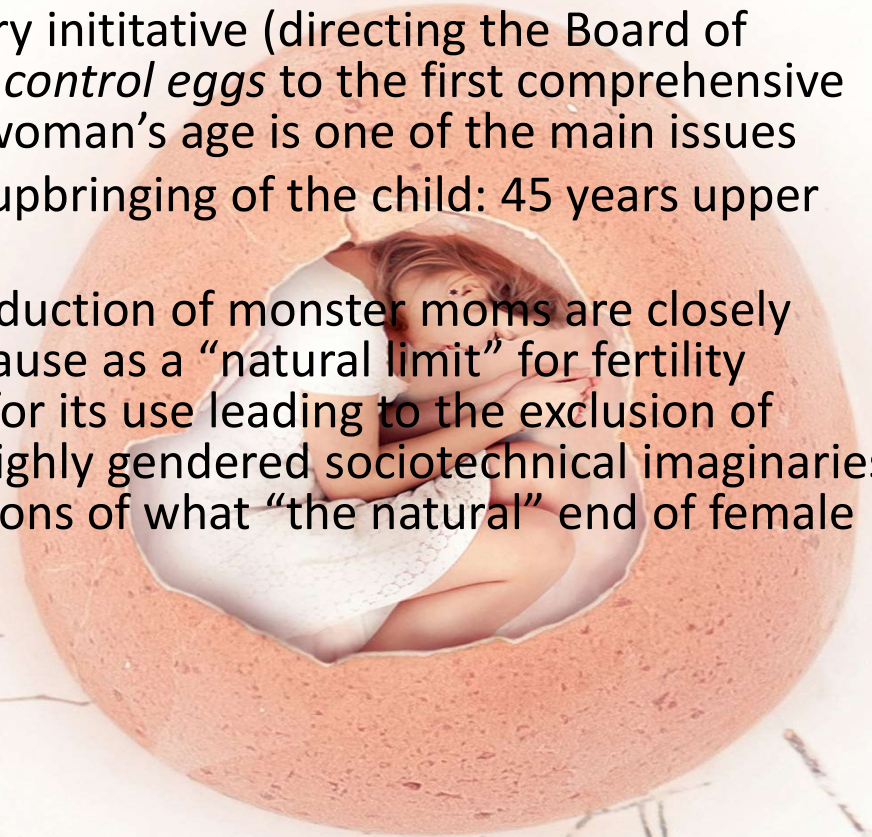 ry inititative (directing the Board of
control eggs to the first comprehensive
woman’s age is one of the main issues
upbringing of the child: 45 years upper
duction of monster moms are closely
ause as a “natural limit” for fertility
for its use leading to the exclusion of
ighly gendered sociotechnical imaginaries
ons of what “the natural” end of female